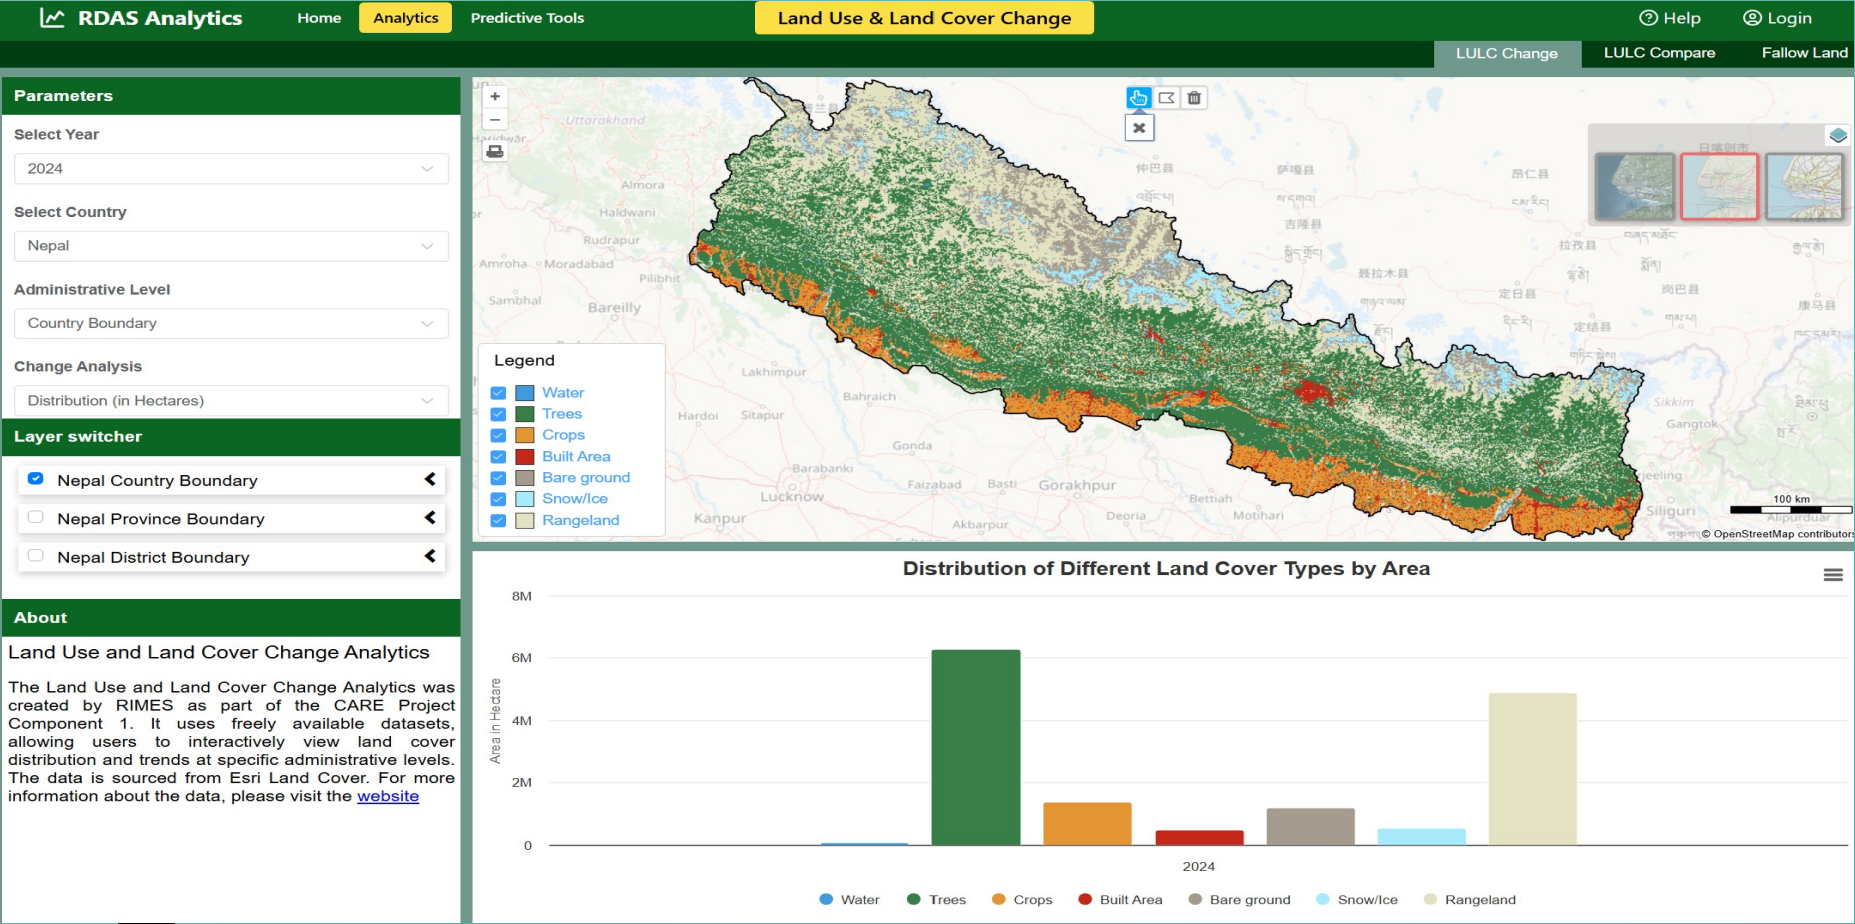 RDAS Analytics
Home
Analytics
Predictive Tools
Land Use & Land Cover Change
Help
Login
LULC Change
LULC Compare
Fallow Land
Parameters
Select Year
2024
Select Country
Nepal
Administrative Level
Country Boundary
Change Analysis
Distribution (in Hectares)
Layer switcher
Nepal Country Boundary
Nepal Province Boundary
Nepal District Boundary
About
Land Use and Land Cover Change Analytics
The Land Use and Land Cover Change Analytics was
created by RIMES as part of the CARE Project
Component 1. It uses freely available datasets,
allowing users to interactively view land cover
distribution and trends at specific administrative levels.
The data is sourced from Esri Land Cover. For more
information about the data, please visit the website
+
−
Uttarakhand
Haridwar
Almora
Haldwani
Rudrapur
Amroha
Moradabad
Pilibhit
Sambhal
Bareilly
Lakhimpur
Bahraich
Hardoi
Sitapur
Gonda
Barabanki
Lucknow
Faizabad
Basti
Gorakhpur
Kanpur
Akbarpur
Deoria
Bettiah
Motihari
仲巴县
萨嘎县
昂仁县
日喀则市
吉隆县
拉孜县
聂拉木县
定日县
岗巴县
康马县
定结县
Sikkim
Gangtok
Siliguri
Alipurduar
100 km
© OpenStreetMap contributors
Legend
Water
Trees
Crops
Built Area
Bare ground
Snow/Ice
Rangeland
Distribution of Different Land Cover Types by Area
Area in Hectare
8M
6M
4M
2M
0
2024
Water
Trees
Crops
Built Area
Bare ground
Snow/Ice
Rangeland